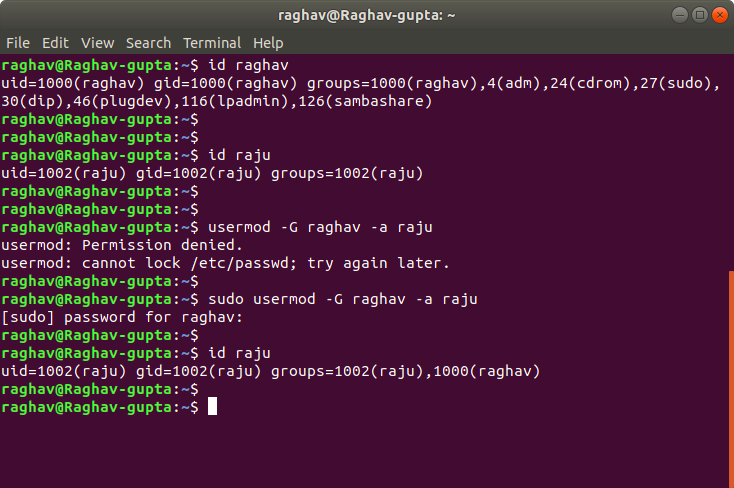 raghav@Raghav-gupta: ~
File Edit View Search Terminal Help
raghav@Raghav-gupta:~$ id raghav
uid=1000(raghav) gid=1000(raghav) groups=1000(raghav),4(adm),24(cdrom),27(sudo),
30(dip),46(plugdev),116(lpadmin),126(sambashare)
raghav@Raghav-gupta:~$
raghav@Raghav-gupta:~$
raghav@Raghav-gupta:~$ id raju
uid=1002(raju) gid=1002(raju) groups=1002(raju)
raghav@Raghav-gupta:~$
raghav@Raghav-gupta:~$
raghav@Raghav-gupta:~$ usermod -G raghav -a raju
usermod: Permission denied.
usermod: cannot lock /etc/passwd; try again later.
raghav@Raghav-gupta:~$
raghav@Raghav-gupta:~$ sudo usermod -G raghav -a raju
[sudo] password for raghav:
raghav@Raghav-gupta:~$
raghav@Raghav-gupta:~$ id raju
uid=1002(raju) gid=1002(raju) groups=1002(raju),1000(raghav)
raghav@Raghav-gupta:~$
raghav@Raghav-gupta:~$